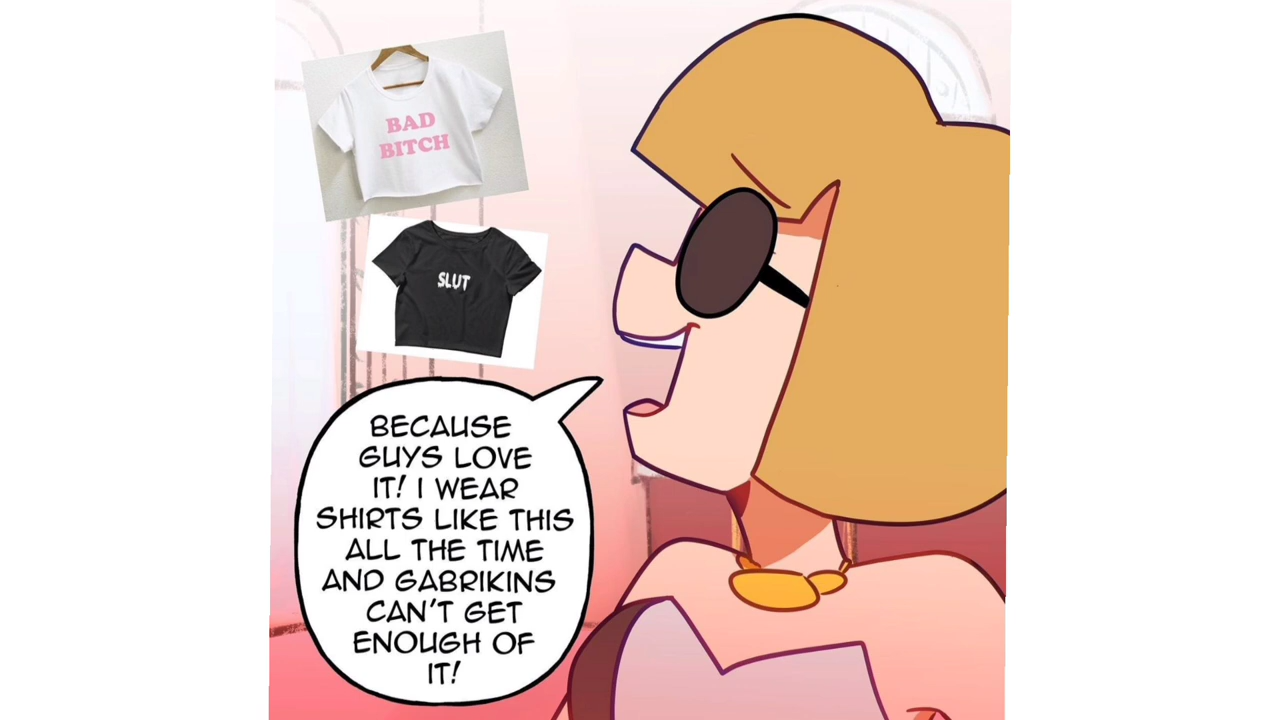 BAD
BITCH
SLUT
BECAUSE
GUYS LOVE
IT! I WEAR
SHIRTS LIKE THIS
ALL THE TIME
AND GABRIKINS
CAN'T GET
ENOUGH OF
IT!